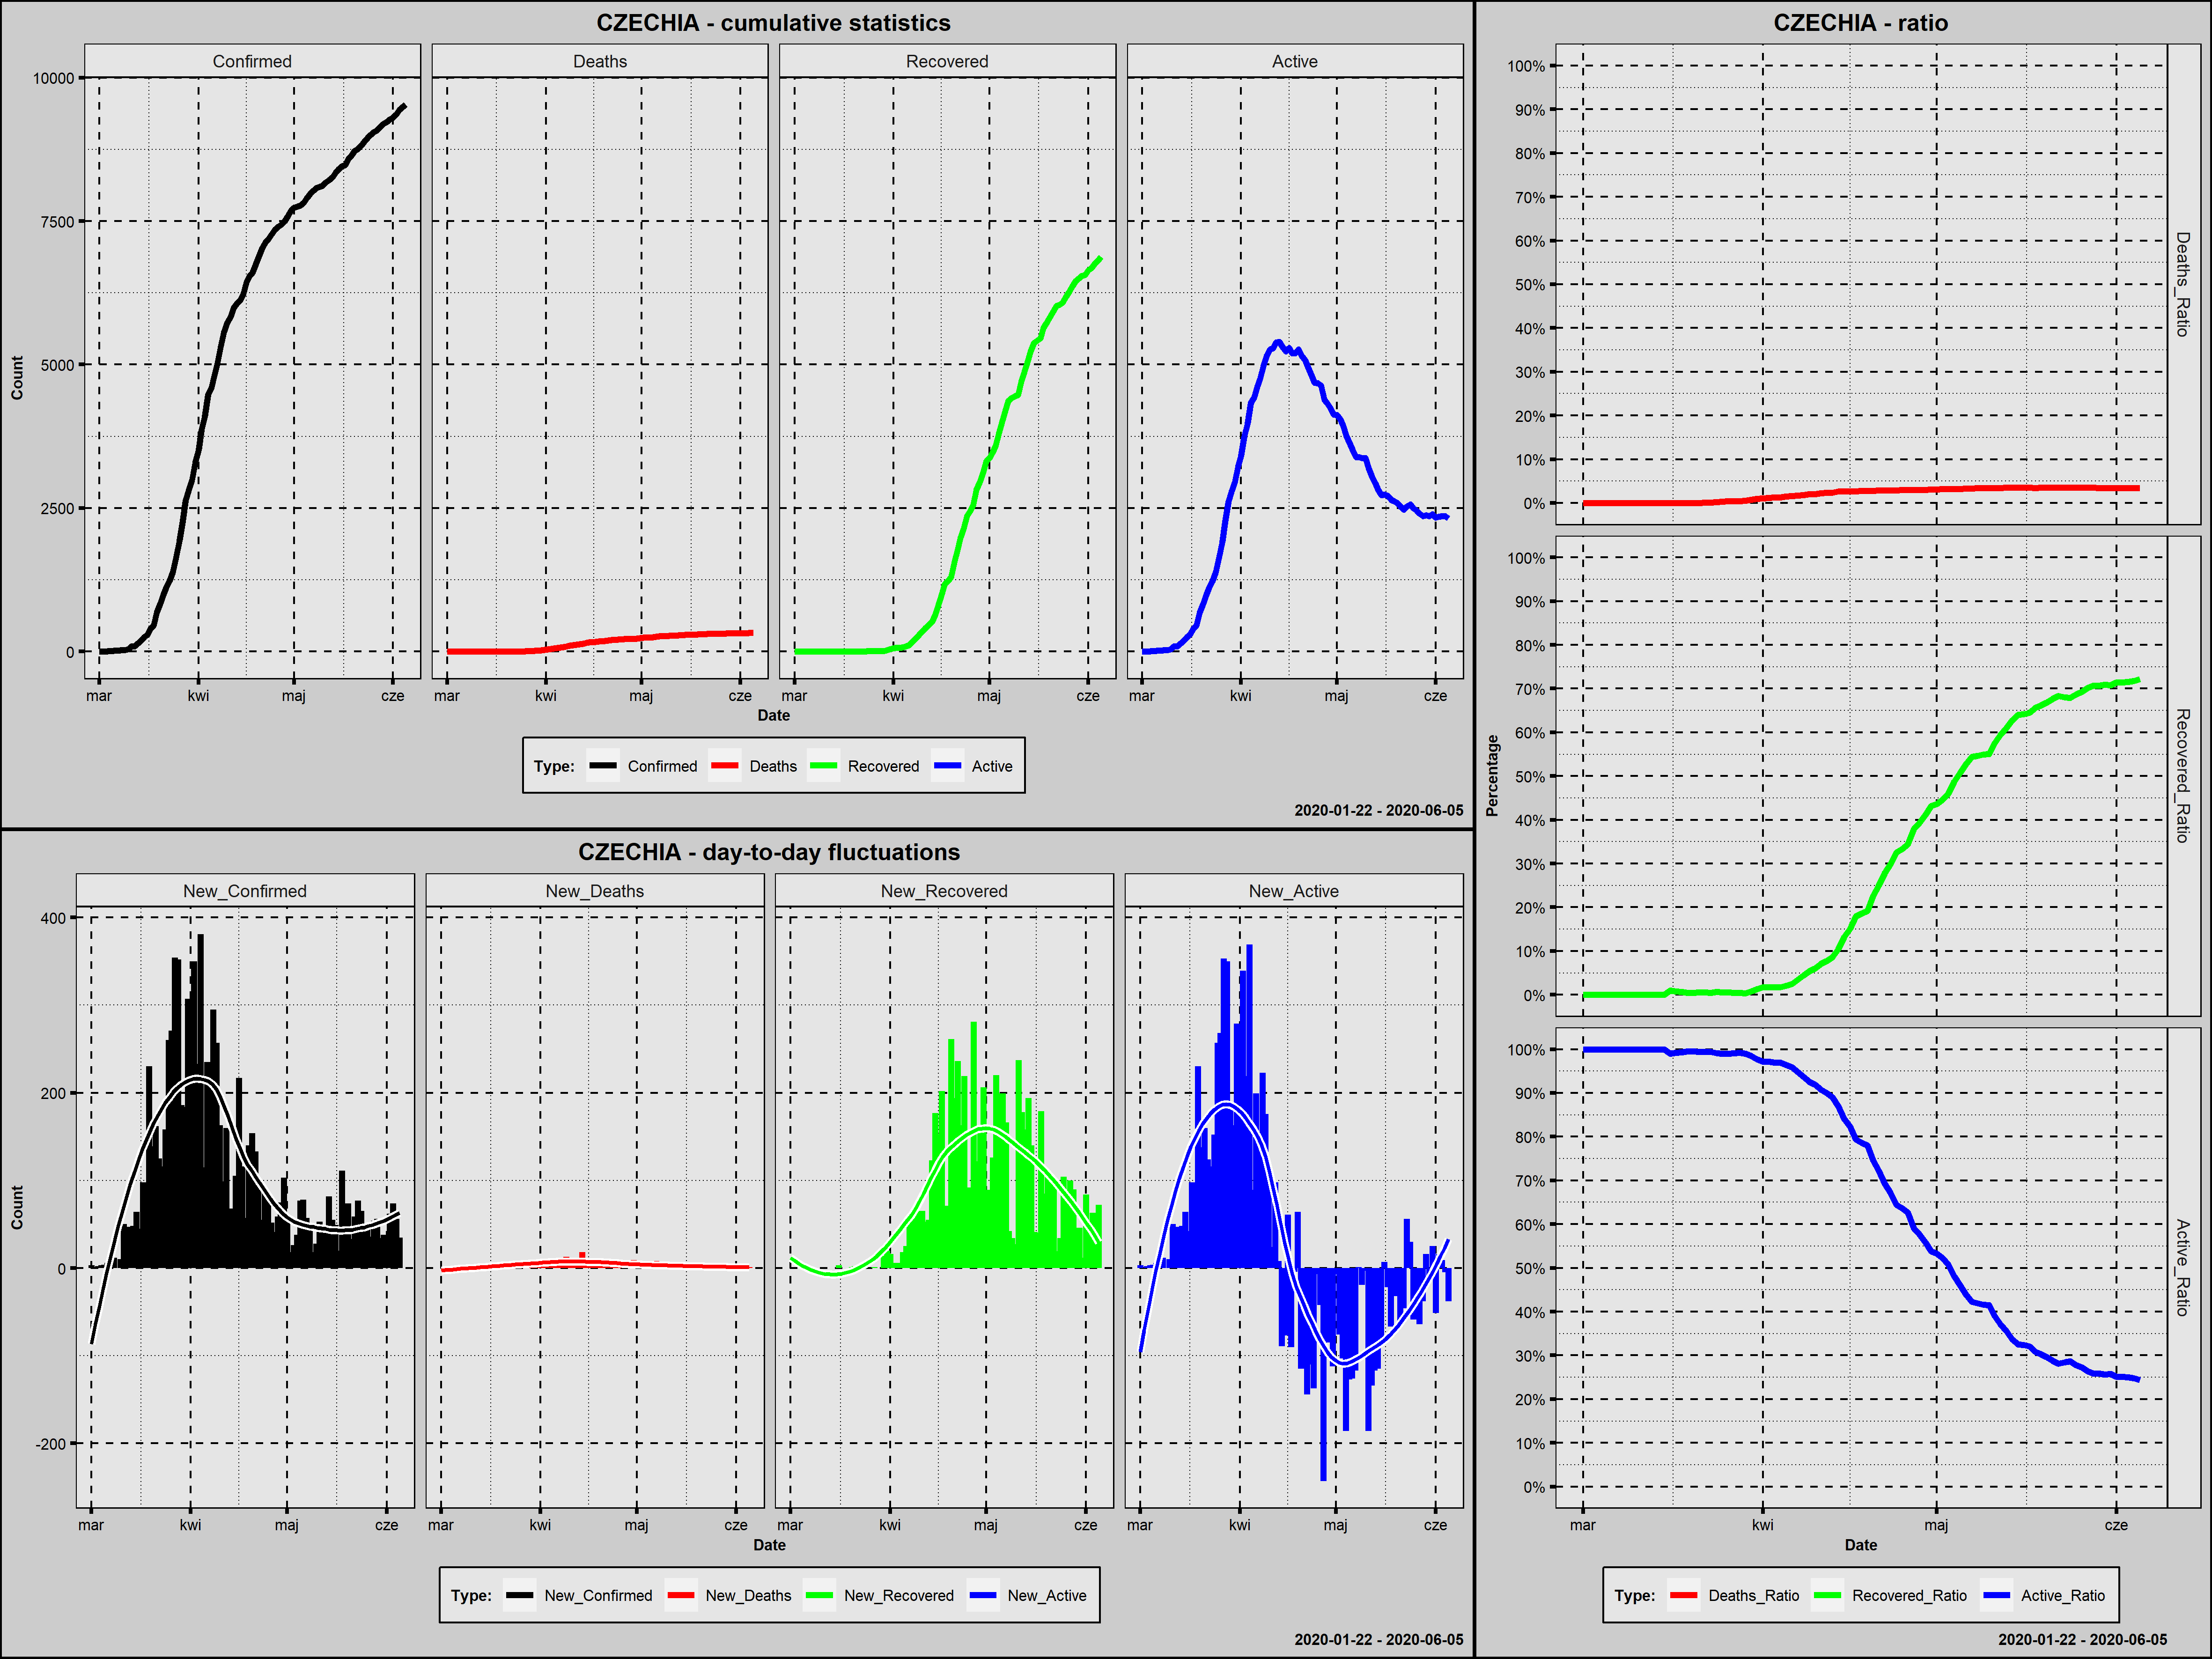 CZECHIA - cumulative statistics
Confirmed Deaths Recovered Active
10000
7500
5000
2500
0
Count
mar kwi maj cze mar kwi maj cze mar kwi maj cze mar kwi maj cze
Date
Type: Confirmed Deaths Recovered Active
2020-01-22 - 2020-06-05
CZECHIA - day-to-day fluctuations
New_Confirmed New_Deaths New_Recovered New_Active
400
200
0
-200
Count
mar kwi maj cze mar kwi maj cze mar kwi maj cze mar kwi maj cze
Date
Type: New_Confirmed New_Deaths New_Recovered New_Active
2020-01-22 - 2020-06-05
CZECHIA - ratio
100%
90%
80%
70%
60%
50%
40%
30%
20%
10%
0%
Deaths_Ratio
100%
90%
80%
70%
60%
50%
40%
30%
20%
10%
0%
Recovered_Ratio
Percentage
100%
90%
80%
70%
60%
50%
40%
30%
20%
10%
0%
Active_Ratio
mar kwi maj cze
Date
Type: Deaths_Ratio Recovered_Ratio Active_Ratio
2020-01-22 - 2020-06-05